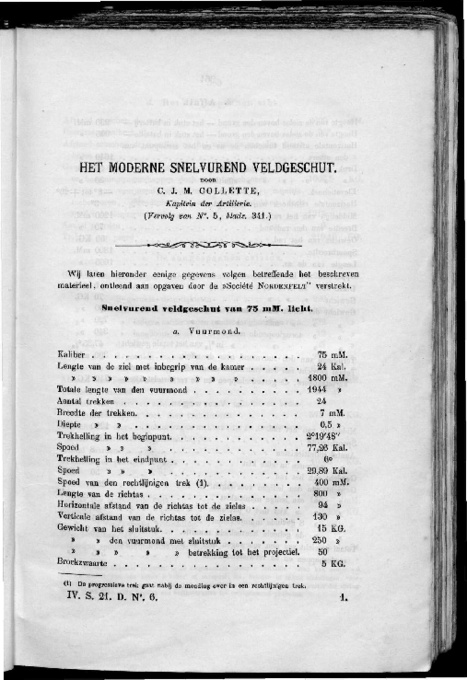 HET MODERNE SNELVUREND VELDGESCHUT.
DOOR
C. J. M. COLLETTE,
Kapitein der Artillerie.
(Vervolg van N°. 5, bladz. 341.)
Wij laten hieronder eenige gegevens volgen betreffende het beschreven
materieel, ontleend aan opgaven door de »Société NORDENFELT" verstrekt.
Snelvurend veldgeschut van 75 mM. licht.
a. Vuurmond.
Kaliber . . . . . . . . . . . . . . . . 75 mM.
Lengte van de ziel met inbegrip van de kamer . . . . . 24 Kal.
» » » » » » » » » . . . . . 1800 mM.
Totale lengte van den vuurmond . . . . . . . . 1944 »
Aantal trekken . . . . . . . . . . . . . 24
Breedte der trekken. . . . . . . . . . . . 7 mM.
Diepte » » . . . . . . . . . . . . 0,5 »
Trekhelling in het beginpunt. . . . . . . . . . 2°19'48"
Spoed » » » . . . . . . . . . . 77,26 Kal.
Trekhelling in het eindpunt . . . . . . . . . . 6°
Spoed » » » . . . . . . . . . . 29,89 Kal.
Spoed van den rechtlijnigen trek (1). . . . . . . . 400 mM.
Lengte van de richtas . . . . . . . . . . . 800 »
Horizontale afstand van de richtas tot de zielas . . . . . 94 »
Verticale afstand van de richtas tot de zielas. . . . . . 130 »
Gewicht van het sluitstuk. . . . . . . . . . . 15 KG.
» » den vuurmond met sluitstuk . . . . . . . 250 »
» » » » » betrekking tot het projectiel. 50
Broekzwaarte . . . . . . . . . . . . . . 5 KG.
(1) De progressieve trek gaat nabij de monding over in een rechtlijnigen trek.
IV. S. 21. D. N°. 6. 1.